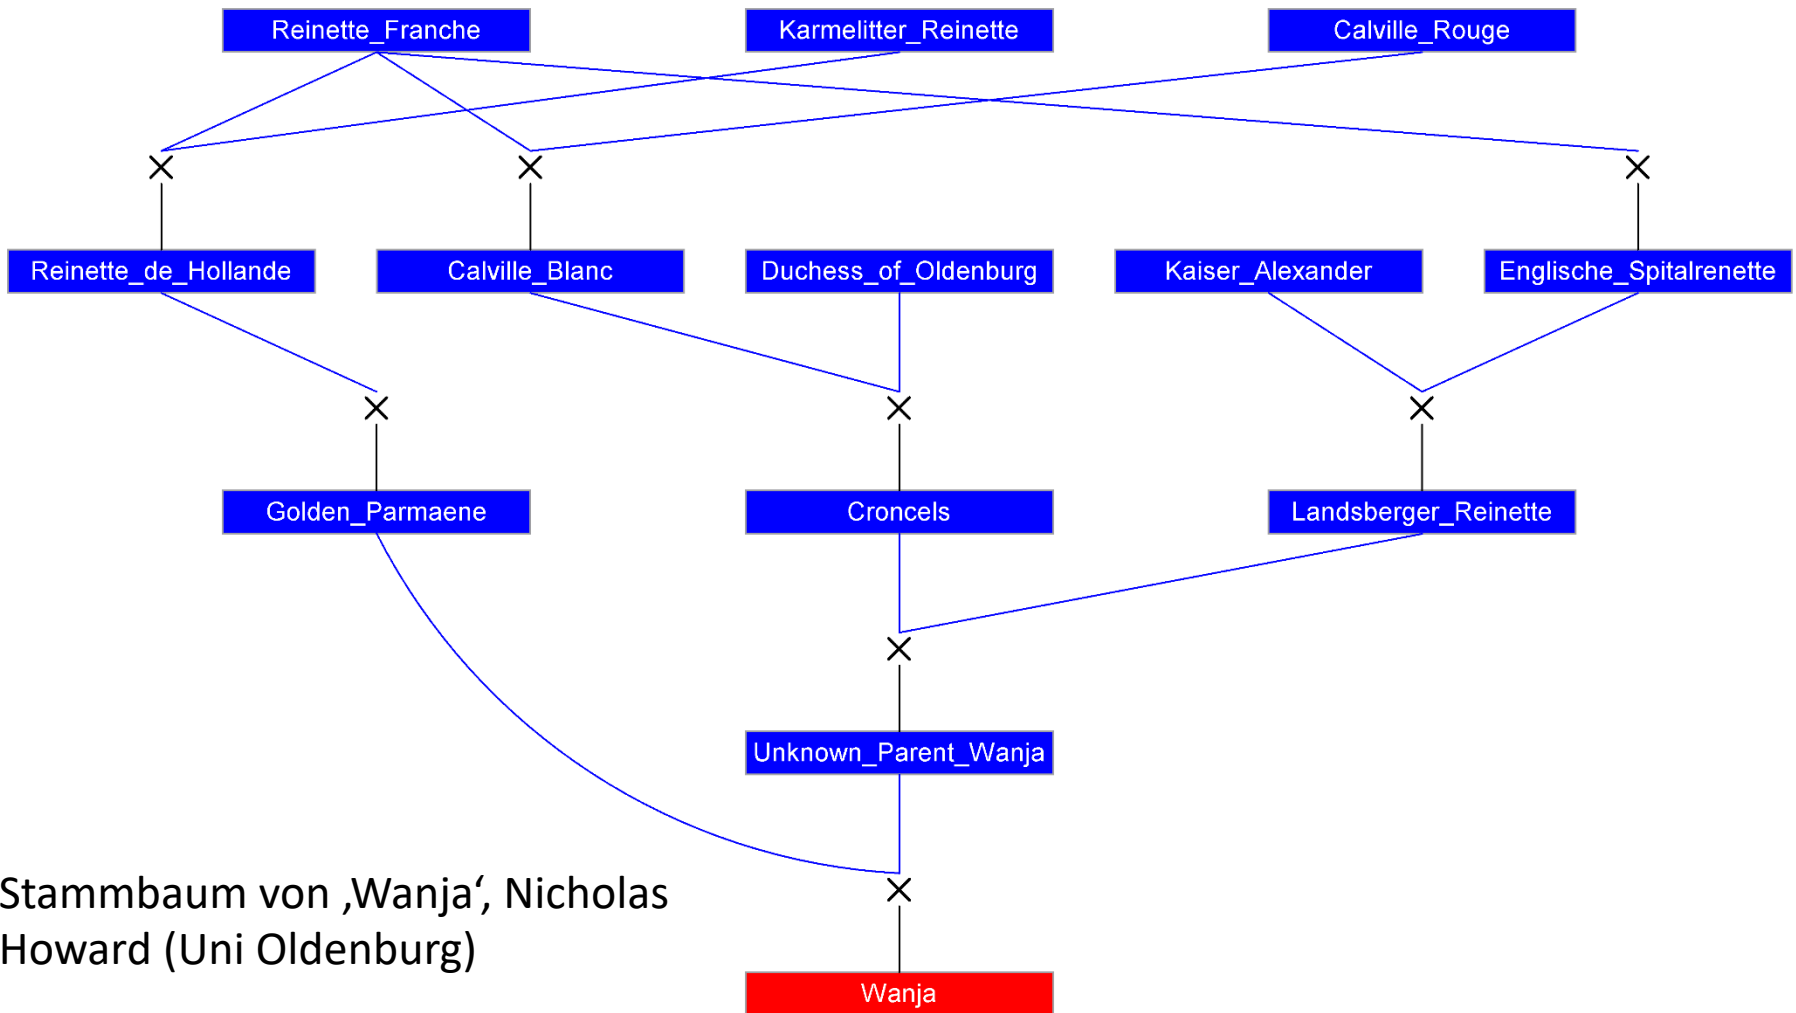 Reinette_Franche
Karmelitter_Reinette
Calville_Rouge
Reinette_de_Hollande
Calville_Blanc
Duchess_of_Oldenburg
Kaiser_Alexander
Englische_Spitalrenette
Golden_Parmaene
Croncels
Landsberger_Reinette
Unknown_Parent_Wanja
Stammbaum von ‚Wanja‘, Nicholas
Howard (Uni Oldenburg)
Wanja